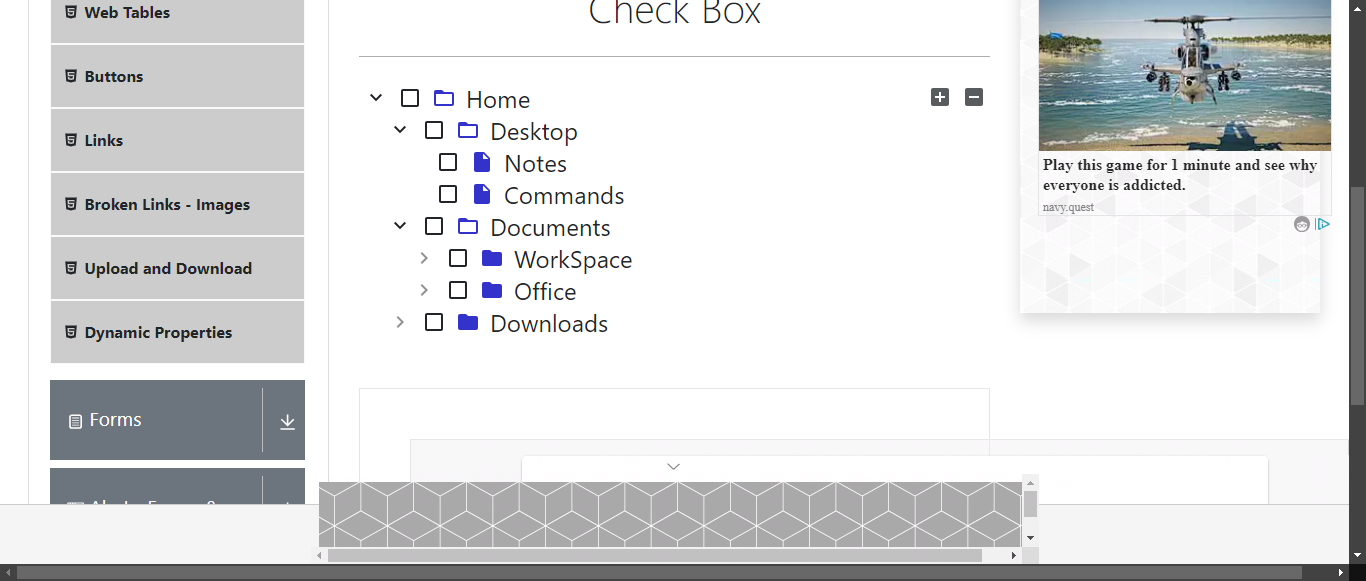 Web Tables
Buttons
Links
Broken Links - Images
Upload and Download
Dynamic Properties
Forms
Check Box
Home
Desktop
Notes
Commands
Documents
WorkSpace
Office
Downloads
Play this game for 1 minute and see why
everyone is addicted.
navy.quest